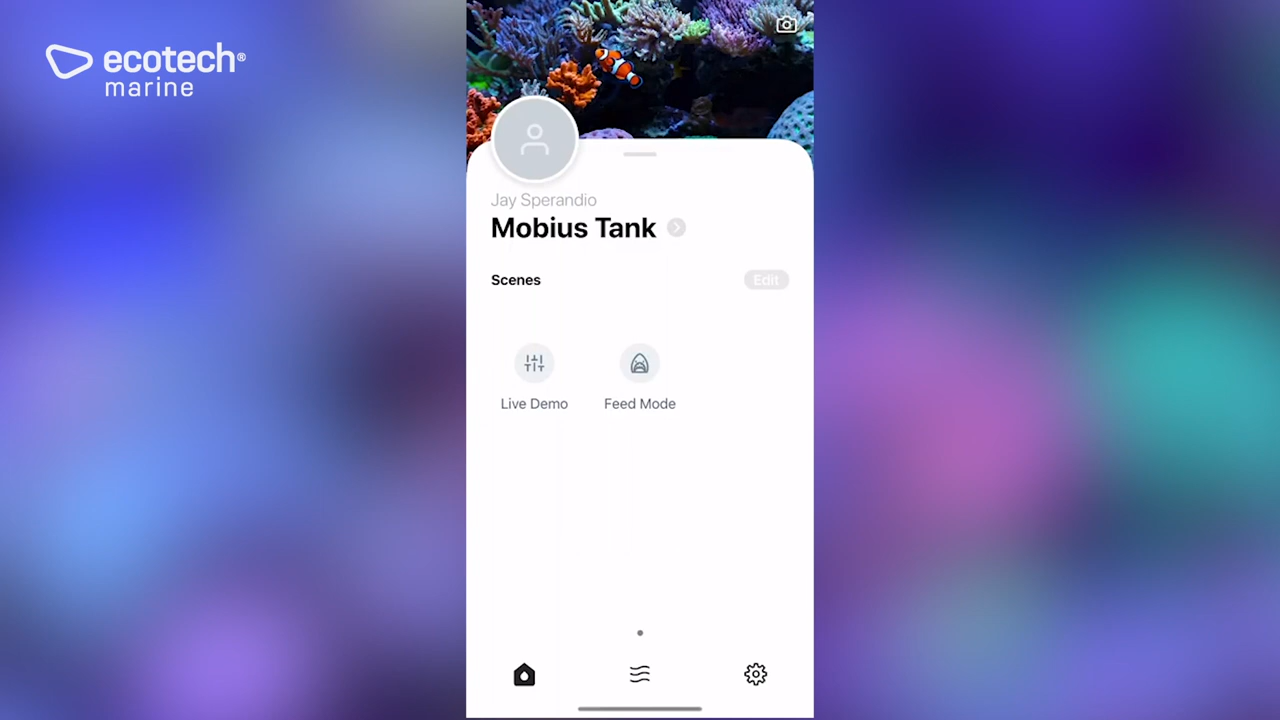 ecotech®
marine
Jay Sperandio
Mobius Tank
Scenes
Edit
Live Demo
Feed Mode